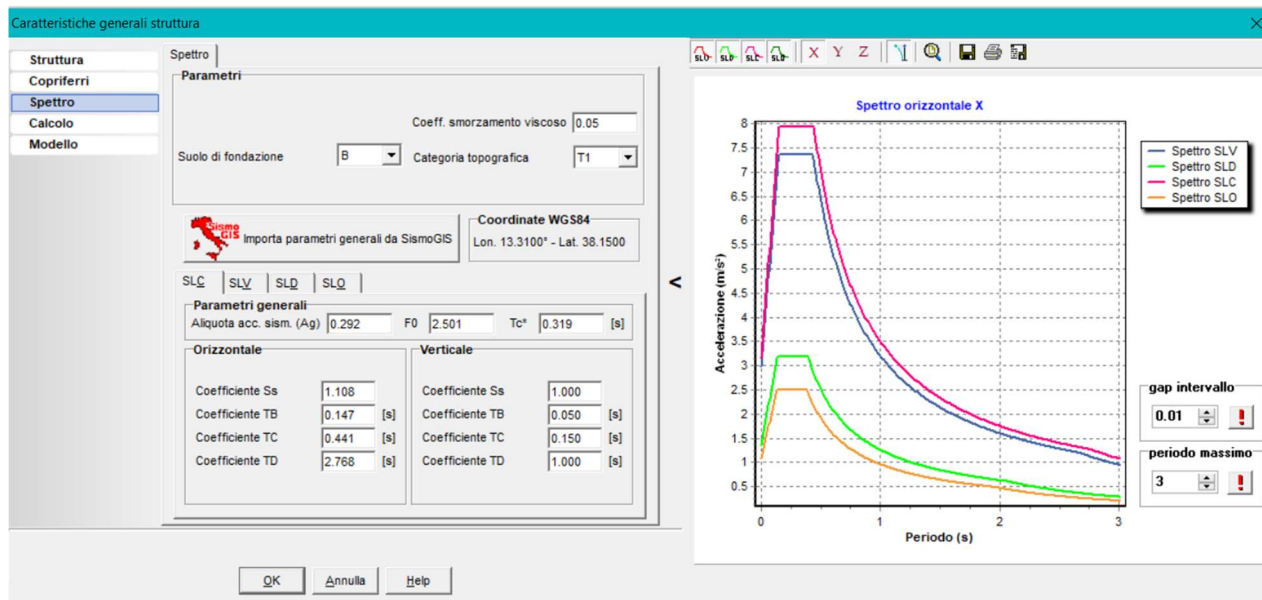 Caratteristiche generali struttura
Struttura
Copriferri
Spettro
Calcolo
Modello
Spettro
Parametri
Coeff. smorzamento viscoso 0.05
Suolo di fondazione B Categoria topografica T1
Sismo
GIS
Importa parametri generali da SismoGIS
Coordinate WGS84
Lon. 13.3100° - Lat. 38.1500
SLC SLV SLD SLO
Parametri generali
Aliquota acc. sism. (Ag) 0.292 F0 2.501 Tc* 0.319 [s]
Orizzontale
Coefficiente Ss 1.108
Coefficiente TB 0.147 [s]
Coefficiente TC 0.441 [s]
Coefficiente TD 2.768 [s]
Verticale
Coefficiente Ss 1.000
Coefficiente TB 0.050 [s]
Coefficiente TC 0.150 [s]
Coefficiente TD 1.000 [s]
OK Annulla Help
<
X Y Z
Spettro orizzontale X
Accelerazione (m/s²)
8
7.5
7
6.5
6
5.5
5
4.5
4
3.5
3
2.5
2
1.5
1
0.5
0 1 2 3
Periodo (s)
Spettro SLV
Spettro SLD
Spettro SLC
Spettro SLO
gap intervallo
0.01 !
periodo massimo
3 !